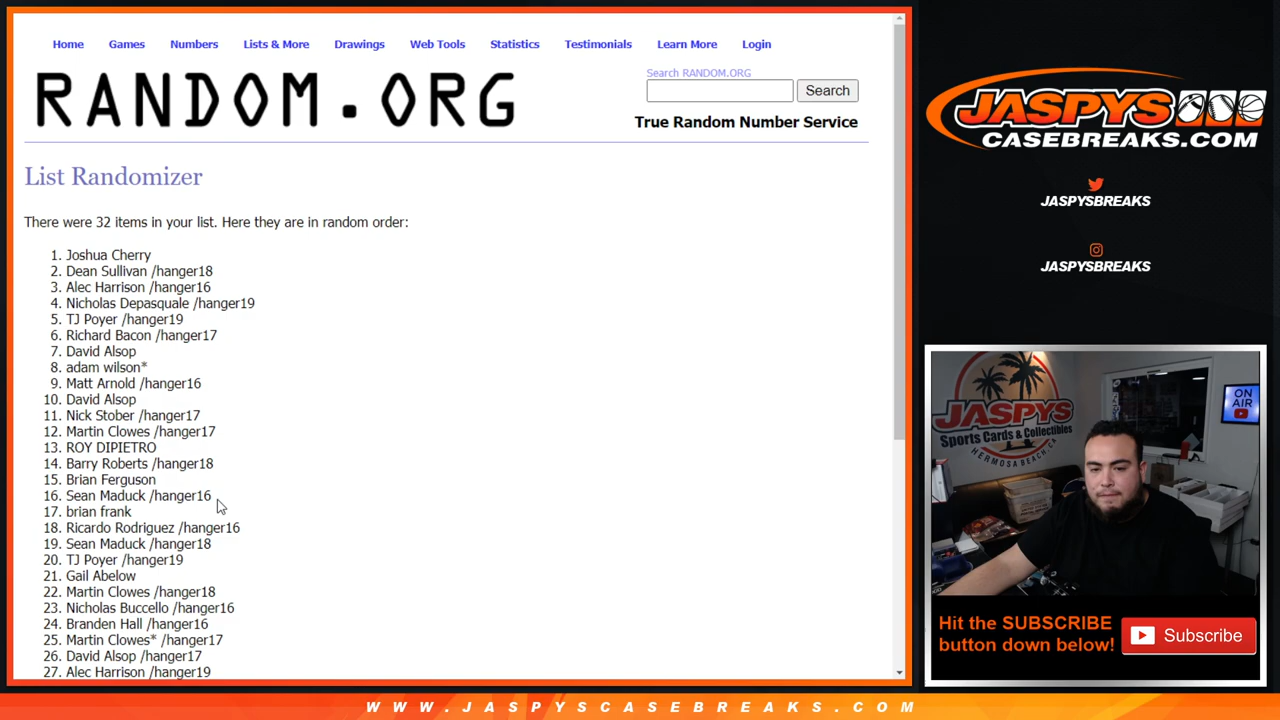 Home Games Numbers Lists & More Drawings Web Tools Statistics Testimonials Learn More Login
RANDOM.ORG
Search RANDOM.ORG
Search
True Random Number Service
List Randomizer
There were 32 items in your list. Here they are in random order:
1. Joshua Cherry
2. Dean Sullivan /hanger18
3. Alec Harrison /hanger16
4. Nicholas Depasquale /hanger19
5. TJ Poyer /hanger19
6. Richard Bacon /hanger17
7. David Alsop
8. adam wilson*
9. Matt Arnold /hanger16
10. David Alsop
11. Nick Stober /hanger17
12. Martin Clowes /hanger17
13. ROY DIPIETRO
14. Barry Roberts /hanger18
15. Brian Ferguson
16. Sean Maduck /hanger16
17. brian frank
18. Ricardo Rodriguez /hanger16
19. Sean Maduck /hanger18
20. TJ Poyer /hanger19
21. Gail Abelow
22. Martin Clowes /hanger18
23. Nicholas Buccello /hanger16
24. Branden Hall /hanger16
25. Martin Clowes* /hanger17
26. David Alsop /hanger17
27. Alec Harrison /hanger19
JASPYS
CASEBREAKS.COM
JASPYSBREAKS
JASPYSBREAKS
JASPYS
Sports Cards & Collectibles
HERMOSA BEACH, CA
ON AIR
Hit the SUBSCRIBE
button down below!
Subscribe
WWW.JASPYSCASEBREAKS.COM